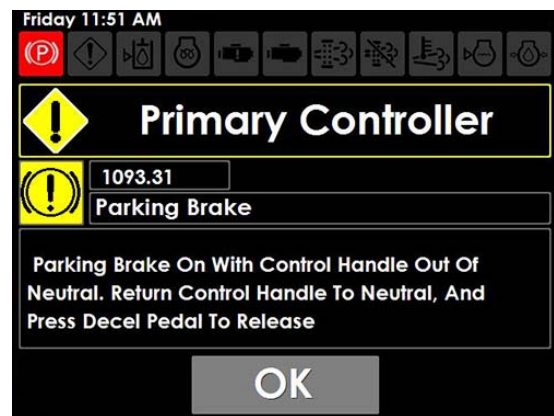 Friday 11:51 AM
(P)
Primary Controller
1093.31
Parking Brake
Parking Brake On With Control Handle Out Of
Neutral. Return Control Handle To Neutral, And
Press Decel Pedal To Release
OK